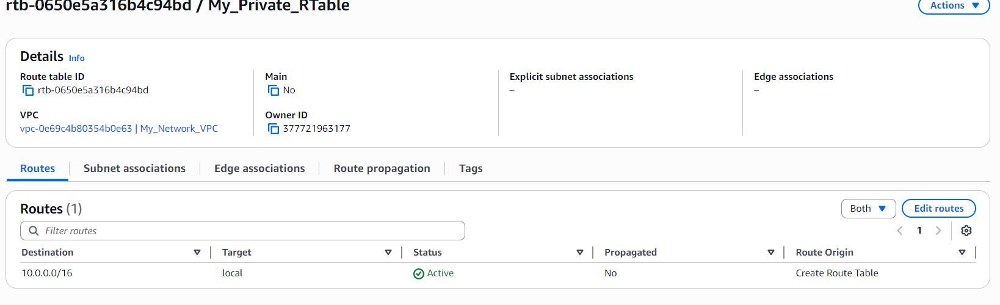 rtb-0650e5a316b4c94bd / My_Private_RTable
Actions
Details Info
Route table ID
rtb-0650e5a316b4c94bd
Main
No
Explicit subnet associations
–
Edge associations
–
VPC
vpc-0e69c4b80354b0e63 | My_Network_VPC
Owner ID
377721963177
Routes Subnet associations Edge associations Route propagation Tags
Routes (1)
Both Edit routes
Filter routes
1
Destination Target Status Propagated Route Origin
10.0.0.0/16 local Active No Create Route Table